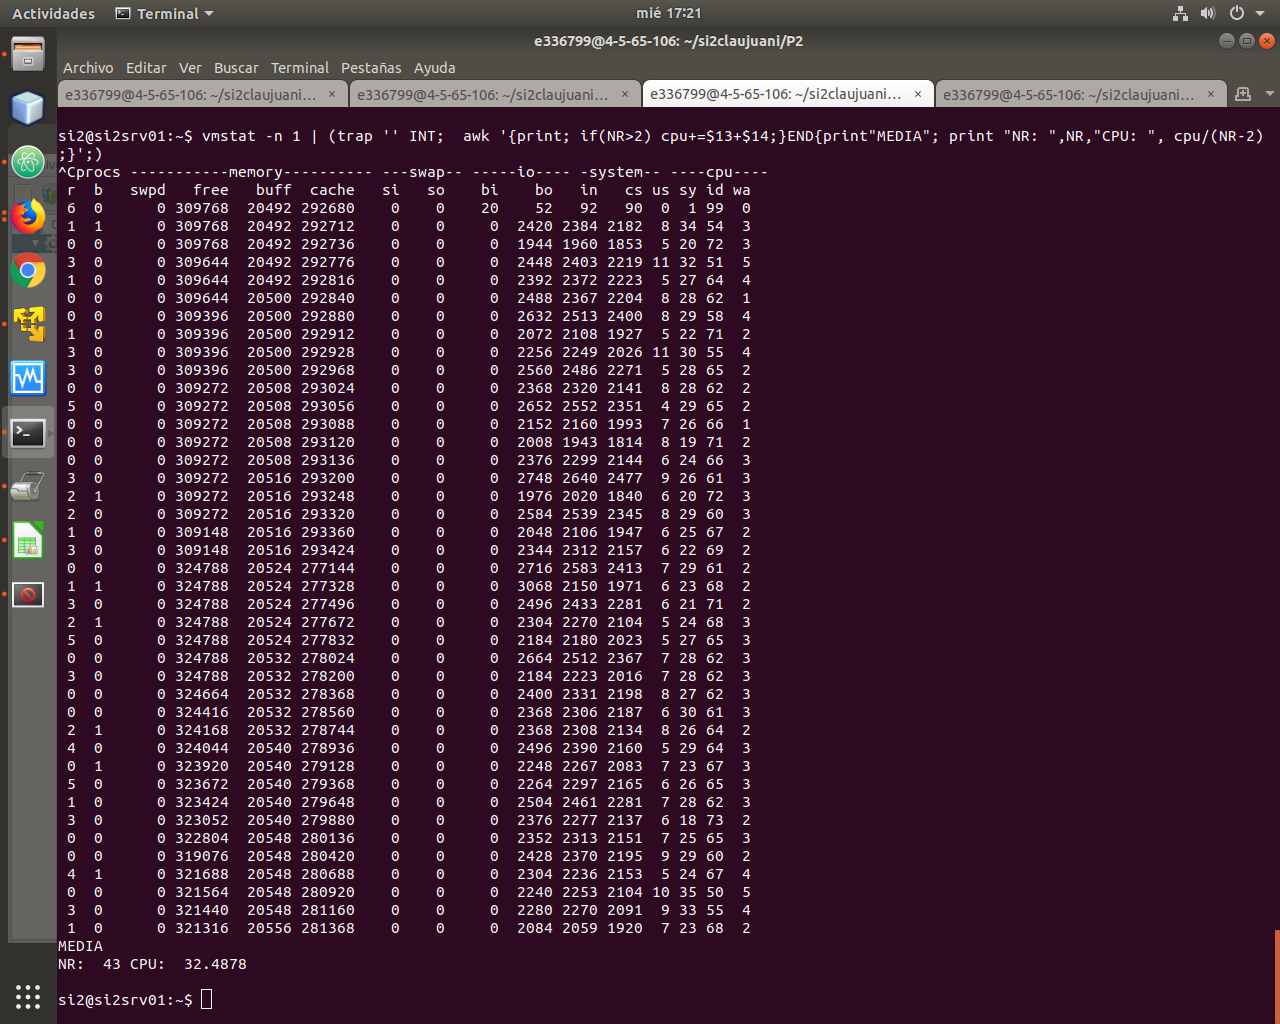 Actividades Terminal mié 17:21
e336799@4-5-65-106: ~/si2claujuani/P2
Archivo Editar Ver Buscar Terminal Pestañas Ayuda
e336799@4-5-65-106: ~/si2claujuani… × e336799@4-5-65-106: ~/si2claujuani… × e336799@4-5-65-106: ~/si2claujuani… × e336799@4-5-65-106: ~/si2claujuani… ×
si2@si2srv01:~$ vmstat -n 1 | (trap '' INT;  awk '{print; if(NR>2) cpu+=$13+$14;}END{print"MEDIA"; print "NR: ",NR,"CPU: ", cpu/(NR-2)
;}';)
^Cprocs -----------memory---------- ---swap-- -----io---- -system-- ----cpu----
r b swpd free buff cache si so bi bo in cs us sy id wa
6 0 0 309768 20492 292680 0 0 20 52 92 90 0 1 99 0
1 1 0 309768 20492 292712 0 0 0 2420 2384 2182 8 34 54 3
0 0 0 309768 20492 292736 0 0 0 1944 1960 1853 5 20 72 3
3 0 0 309644 20492 292776 0 0 0 2448 2403 2219 11 32 51 5
1 0 0 309644 20492 292816 0 0 0 2392 2372 2223 5 27 64 4
0 0 0 309644 20500 292840 0 0 0 2488 2367 2204 8 28 62 1
0 0 0 309396 20500 292880 0 0 0 2632 2513 2400 8 29 58 4
1 0 0 309396 20500 292912 0 0 0 2072 2108 1927 5 22 71 2
3 0 0 309396 20500 292928 0 0 0 2256 2249 2026 11 30 55 4
3 0 0 309396 20500 292968 0 0 0 2560 2486 2271 5 28 65 2
0 0 0 309272 20508 293024 0 0 0 2368 2320 2141 8 28 62 2
5 0 0 309272 20508 293056 0 0 0 2652 2552 2351 4 29 65 2
0 0 0 309272 20508 293088 0 0 0 2152 2160 1993 7 26 66 1
0 0 0 309272 20508 293120 0 0 0 2008 1943 1814 8 19 71 2
0 0 0 309272 20508 293136 0 0 0 2376 2299 2144 6 24 66 3
3 0 0 309272 20516 293200 0 0 0 2748 2640 2477 9 26 61 3
2 1 0 309272 20516 293248 0 0 0 1976 2020 1840 6 20 72 3
2 0 0 309272 20516 293320 0 0 0 2584 2539 2345 8 29 60 3
1 0 0 309148 20516 293360 0 0 0 2048 2106 1947 6 25 67 2
3 0 0 309148 20516 293424 0 0 0 2344 2312 2157 6 22 69 2
0 0 0 324788 20524 277144 0 0 0 2716 2583 2413 7 29 61 2
1 1 0 324788 20524 277328 0 0 0 3068 2150 1971 6 23 68 2
3 0 0 324788 20524 277496 0 0 0 2496 2433 2281 6 21 71 2
2 1 0 324788 20524 277672 0 0 0 2304 2270 2104 5 24 68 3
5 0 0 324788 20524 277832 0 0 0 2184 2180 2023 5 27 65 3
0 0 0 324788 20532 278024 0 0 0 2664 2512 2367 7 28 62 3
3 0 0 324788 20532 278200 0 0 0 2184 2223 2016 7 28 62 3
0 0 0 324664 20532 278368 0 0 0 2400 2331 2198 8 27 62 3
0 0 0 324416 20532 278560 0 0 0 2368 2306 2187 6 30 61 3
2 1 0 324168 20532 278744 0 0 0 2368 2308 2134 8 26 64 2
4 0 0 324044 20540 278936 0 0 0 2496 2390 2160 5 29 64 3
0 1 0 323920 20540 279128 0 0 0 2248 2267 2083 7 23 67 3
5 0 0 323672 20540 279368 0 0 0 2264 2297 2165 6 26 65 3
1 0 0 323424 20540 279648 0 0 0 2504 2461 2281 7 28 62 3
3 0 0 323052 20540 279880 0 0 0 2376 2277 2137 6 18 73 2
0 0 0 322804 20548 280136 0 0 0 2352 2313 2151 7 25 65 3
0 0 0 319076 20548 280420 0 0 0 2428 2370 2195 9 29 60 2
4 1 0 321688 20548 280688 0 0 0 2304 2236 2153 5 24 67 4
0 0 0 321564 20548 280920 0 0 0 2240 2253 2104 10 35 50 5
3 0 0 321440 20548 281160 0 0 0 2280 2270 2091 9 33 55 4
1 0 0 321316 20556 281368 0 0 0 2084 2059 1920 7 23 68 2
MEDIA
NR:  43 CPU:  32.4878
si2@si2srv01:~$